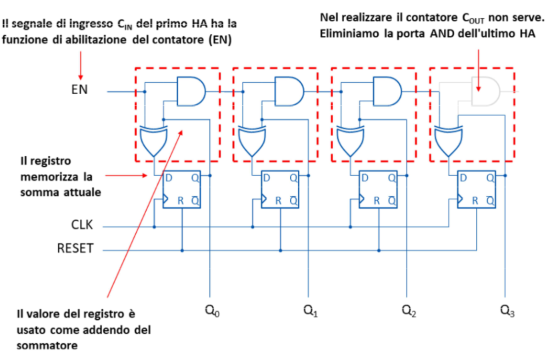 Il segnale di ingresso CIN del primo HA ha la
funzione di abilitazione del contatore (EN)
Nel realizzare il contatore COUT non serve.
Eliminiamo la porta AND dell'ultimo HA
EN
Il registro
memorizza la
somma attuale
D Q
R Q
D Q
R Q
D Q
R Q
D Q
R Q
CLK
RESET
Il valore del registro è
usato come addendo del
sommatore
Q0
Q1
Q2
Q3